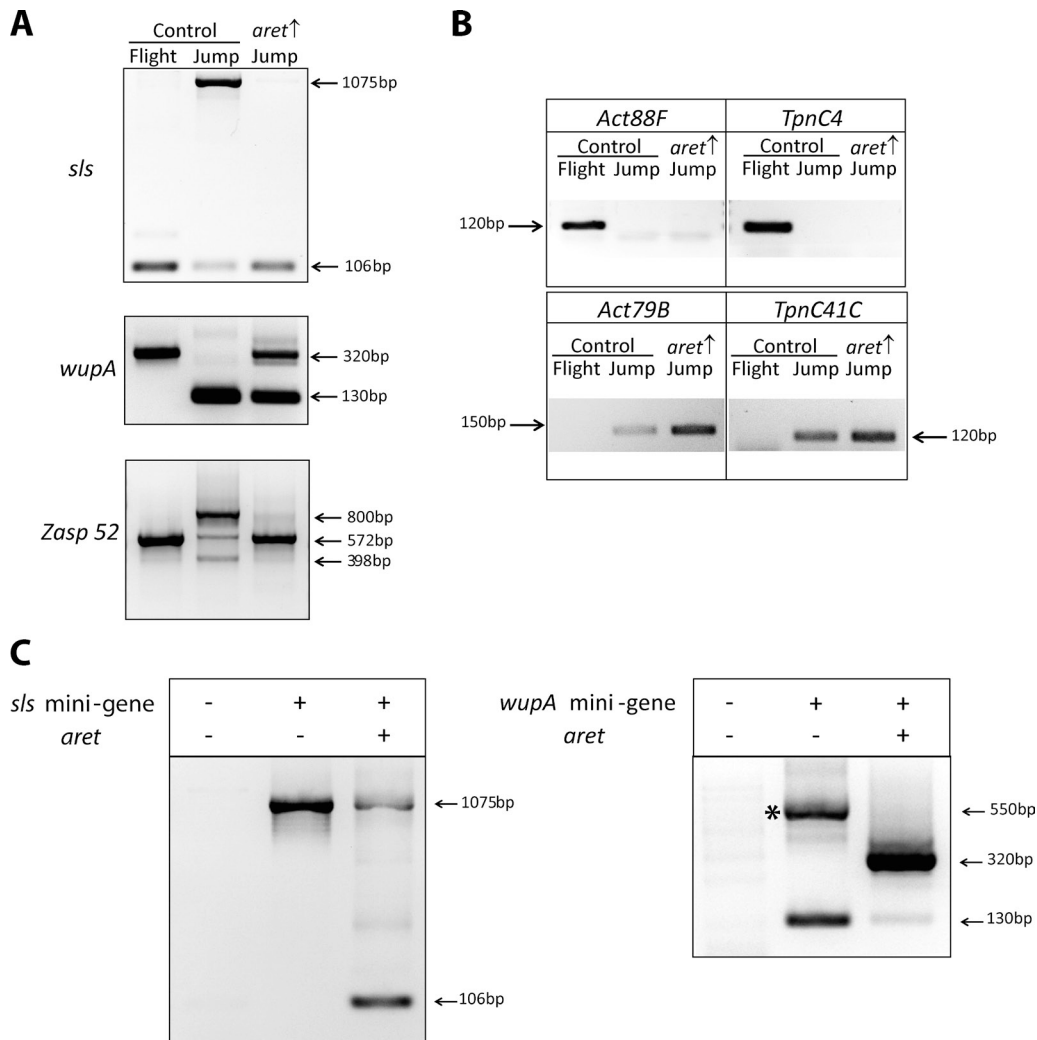 A
Control aret↑
Flight Jump Jump
sls
1075bp
106bp
wupA
320bp
130bp
Zasp 52
800bp
572bp
398bp
B
Act88F TpnC4
Control aret↑ Control aret↑
Flight Jump Jump Flight Jump Jump
120bp
Act79B TpnC41C
Control aret↑ Control aret↑
Flight Jump Jump Flight Jump Jump
150bp
120bp
C
sls mini-gene - + +
aret - - +
1075bp
106bp
wupA mini-gene - + +
aret - - +
*
550bp
320bp
130bp